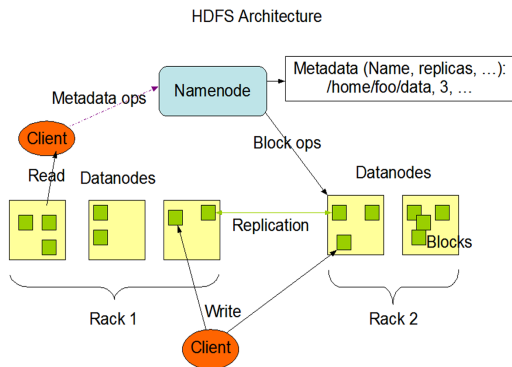 HDFS Architecture
Metadata (Name, replicas, ...):
/home/foo/data, 3, ...
Namenode
Metadata ops
Client
Block ops
Read
Datanodes
Datanodes
Replication
Blocks
Write
Rack 1
Rack 2
Client